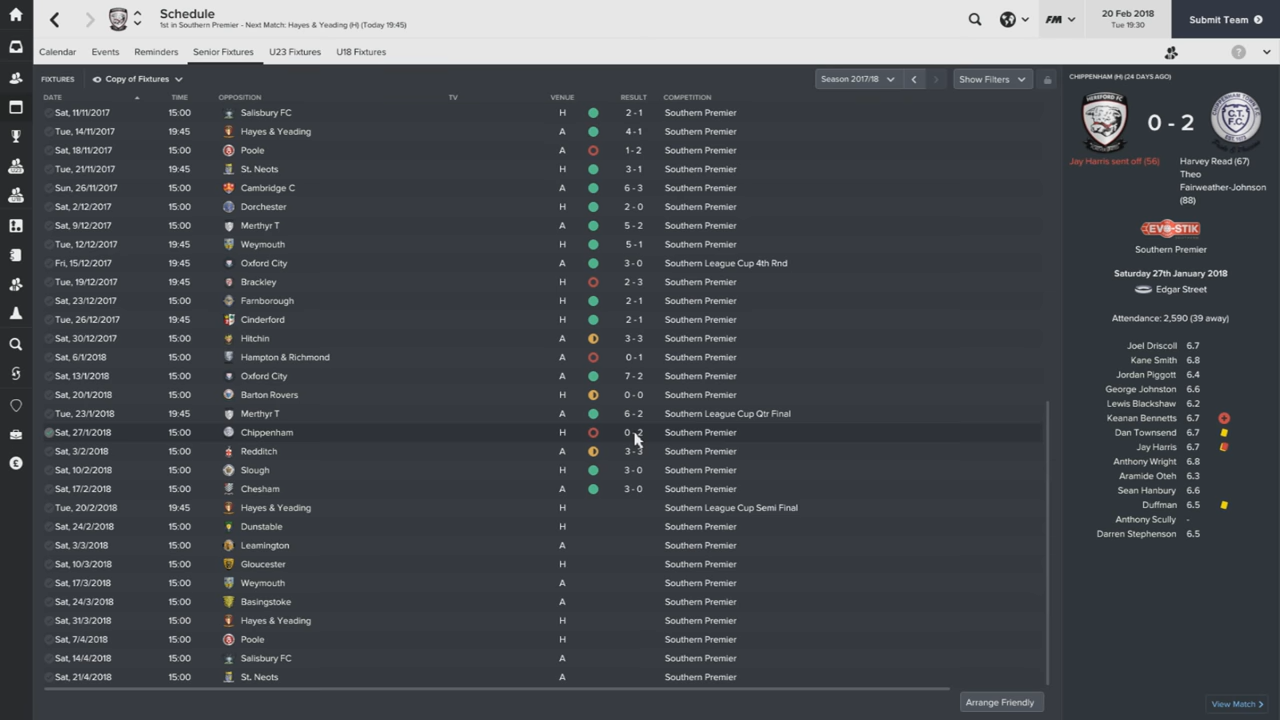 Schedule
1st in Southern Premier - Next Match: Hayes & Yeading (H) (Today 19:45)
FM
20 Feb 2018
Tue 19:30
Submit Team
Calendar Events Reminders Senior Fixtures U23 Fixtures U18 Fixtures
?
FIXTURES Copy of Fixtures Season 2017/18 Show Filters
DATE TIME OPPOSITION TV VENUE RESULT COMPETITION
Sat, 11/11/2017 15:00 Salisbury FC H 2 - 1 Southern Premier
Tue, 14/11/2017 19:45 Hayes & Yeading A 4 - 1 Southern Premier
Sat, 18/11/2017 15:00 Poole A 1 - 2 Southern Premier
Tue, 21/11/2017 19:45 St. Neots H 3 - 1 Southern Premier
Sun, 26/11/2017 15:00 Cambridge C A 6 - 3 Southern Premier
Sat, 2/12/2017 15:00 Dorchester H 2 - 0 Southern Premier
Sat, 9/12/2017 15:00 Merthyr T A 5 - 2 Southern Premier
Tue, 12/12/2017 19:45 Weymouth H 5 - 1 Southern Premier
Fri, 15/12/2017 19:45 Oxford City A 3 - 0 Southern League Cup 4th Rnd
Tue, 19/12/2017 19:45 Brackley H 2 - 3 Southern Premier
Sat, 23/12/2017 15:00 Farnborough H 2 - 1 Southern Premier
Tue, 26/12/2017 19:45 Cinderford H 2 - 1 Southern Premier
Sat, 30/12/2017 15:00 Hitchin A 3 - 3 Southern Premier
Sat, 6/1/2018 15:00 Hampton & Richmond A 0 - 1 Southern Premier
Sat, 13/1/2018 15:00 Oxford City A 7 - 2 Southern Premier
Sat, 20/1/2018 15:00 Barton Rovers H 0 - 0 Southern Premier
Tue, 23/1/2018 19:45 Merthyr T A 6 - 2 Southern League Cup Qtr Final
Sat, 27/1/2018 15:00 Chippenham H 0 - 2 Southern Premier
Sat, 3/2/2018 15:00 Redditch A 3 - 3 Southern Premier
Sat, 10/2/2018 15:00 Slough H 3 - 0 Southern Premier
Sat, 17/2/2018 15:00 Chesham A 3 - 0 Southern Premier
Tue, 20/2/2018 19:45 Hayes & Yeading H Southern League Cup Semi Final
Sat, 24/2/2018 15:00 Dunstable H Southern Premier
Sat, 3/3/2018 15:00 Leamington A Southern Premier
Sat, 10/3/2018 15:00 Gloucester H Southern Premier
Sat, 17/3/2018 15:00 Weymouth A Southern Premier
Sat, 24/3/2018 15:00 Basingstoke A Southern Premier
Sat, 31/3/2018 15:00 Hayes & Yeading H Southern Premier
Sat, 7/4/2018 15:00 Poole H Southern Premier
Sat, 14/4/2018 15:00 Salisbury FC A Southern Premier
Sat, 21/4/2018 15:00 St. Neots A Southern Premier
Arrange Friendly
CHIPPENHAM (H) (24 DAYS AGO)
HEREFORD FC
C.T.
F.C.
0 - 2
Jay Harris sent off (56)
Harvey Read (67)
Theo
Fairweather-Johnson
(88)
EVO-STIK
Southern Premier
Saturday 27th January 2018
Edgar Street
Attendance: 2,590 (39 away)
Joel Driscoll 6.7
Kane Smith 6.8
Jordan Piggott 6.4
George Johnston 6.6
Lewis Blackshaw 6.2
Keanan Bennetts 6.7
Dan Townsend 6.7
Jay Harris 6.7
Anthony Wright 6.8
Aramide Oteh 6.3
Sean Hanbury 6.6
Duffman 6.5
Anthony Scully -
Darren Stephenson 6.5
View Match